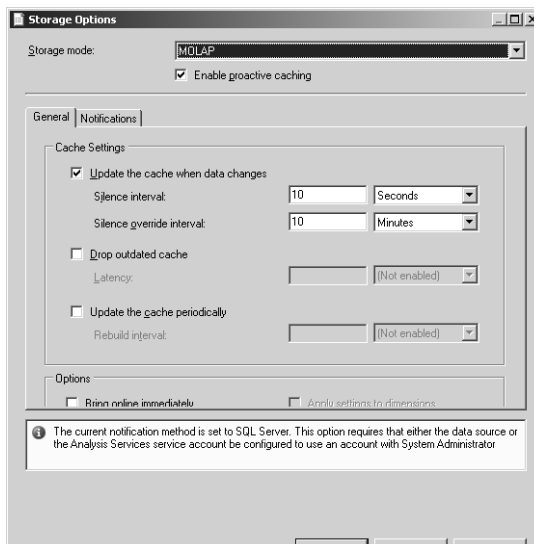 Storage Options
Storage mode: MOLAP
Enable proactive caching
General Notifications
Cache Settings
Update the cache when data changes
Silence interval: 10 Seconds
Silence override interval: 10 Minutes
Drop outdated cache
Latency: (Not enabled)
Update the cache periodically
Rebuild interval: (Not enabled)
Options
Bring online immediately Apply settings to dimensions
The current notification method is set to SQL Server. This option requires that either the data source or
the Analysis Services service account be configured to use an account with System Administrator